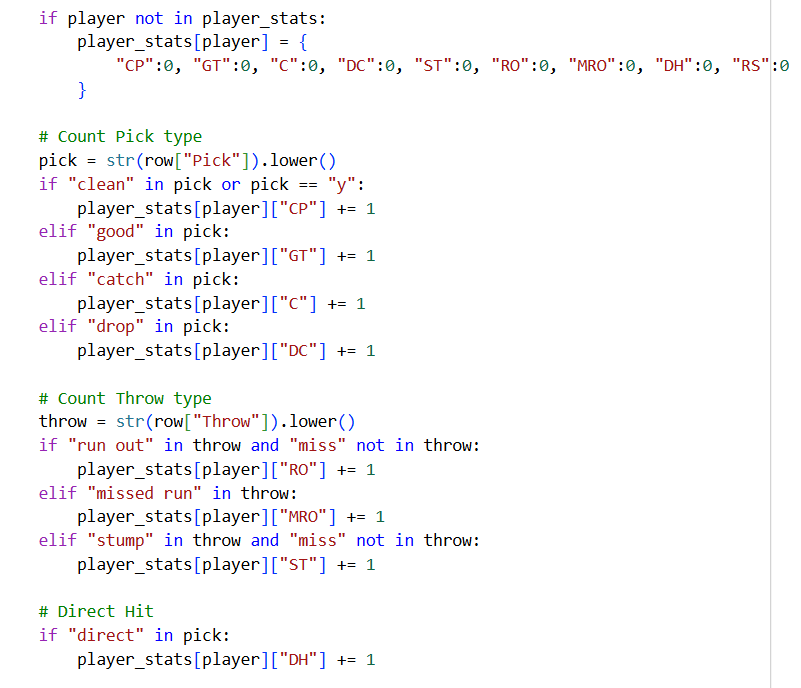 if player not in player_stats:
    player_stats[player] = {
        "CP":0, "GT":0, "C":0, "DC":0, "ST":0, "RO":0, "MRO":0, "DH":0, "RS":0
    }

# Count Pick type
pick = str(row["Pick"]).lower()
if "clean" in pick or pick == "y":
    player_stats[player]["CP"] += 1
elif "good" in pick:
    player_stats[player]["GT"] += 1
elif "catch" in pick:
    player_stats[player]["C"] += 1
elif "drop" in pick:
    player_stats[player]["DC"] += 1

# Count Throw type
throw = str(row["Throw"]).lower()
if "run out" in throw and "miss" not in throw:
    player_stats[player]["RO"] += 1
elif "missed run" in throw:
    player_stats[player]["MRO"] += 1
elif "stump" in throw and "miss" not in throw:
    player_stats[player]["ST"] += 1

# Direct Hit
if "direct" in pick:
    player_stats[player]["DH"] += 1